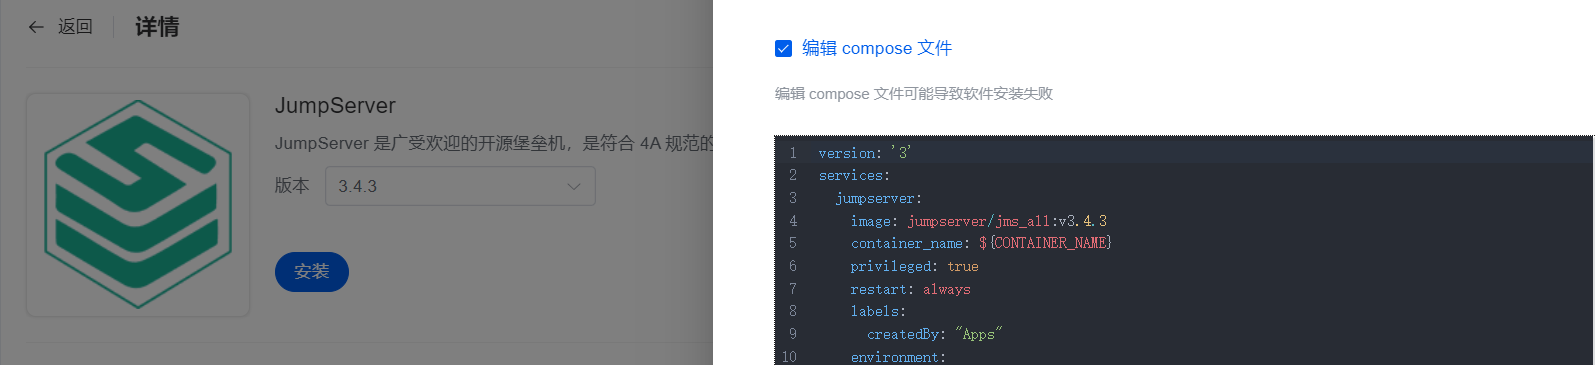 返回
详情
JumpServer
JumpServer 是广受欢迎的开源堡垒机，是符合 4A 规范的
版本
3.4.3
安装
编辑 compose 文件
编辑 compose 文件可能导致软件安装失败
1 version: '3'
2 services:
3 jumpserver:
4 image: jumpserver/jms_all:v3.4.3
5 container_name: ${CONTAINER_NAME}
6 privileged: true
7 restart: always
8 labels:
9 createdBy: "Apps"
10 environment: